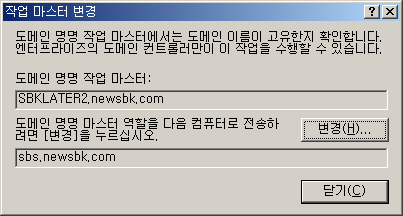 작업 마스터 변경
도메인 명명 작업 마스터에서는 도메인 이름이 고유한지 확인합니다.
엔터프라이즈의 도메인 컨트롤러만이 이 작업을 수행할 수 있습니다.
도메인 명명 작업 마스터:
SBKLATER2.newsbk.com
도메인 명명 마스터 역할을 다음 컴퓨터로 전송하
려면 [변경]을 누르십시오.
변경(H)...
sbs.newsbk.com
닫기(C)